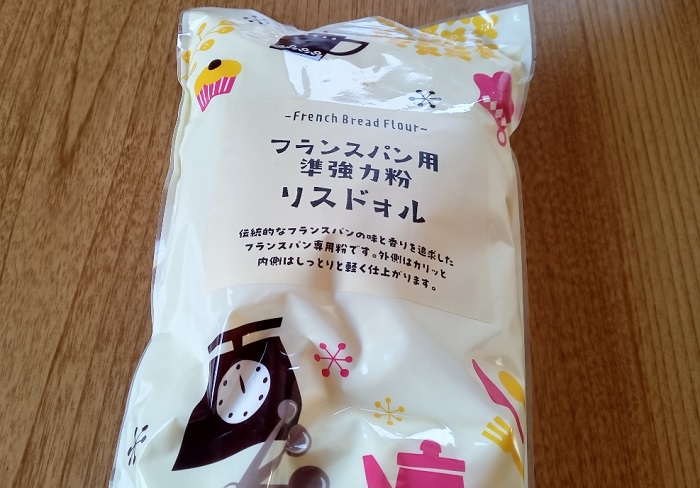 -French Bread Flour-
フランスパン用
準強力粉
リスドォル
伝統的なフランスパンの味と香りを追求した
フランスパン専用粉です。外側はカリッと
内側はしっとりと軽く仕上がります。